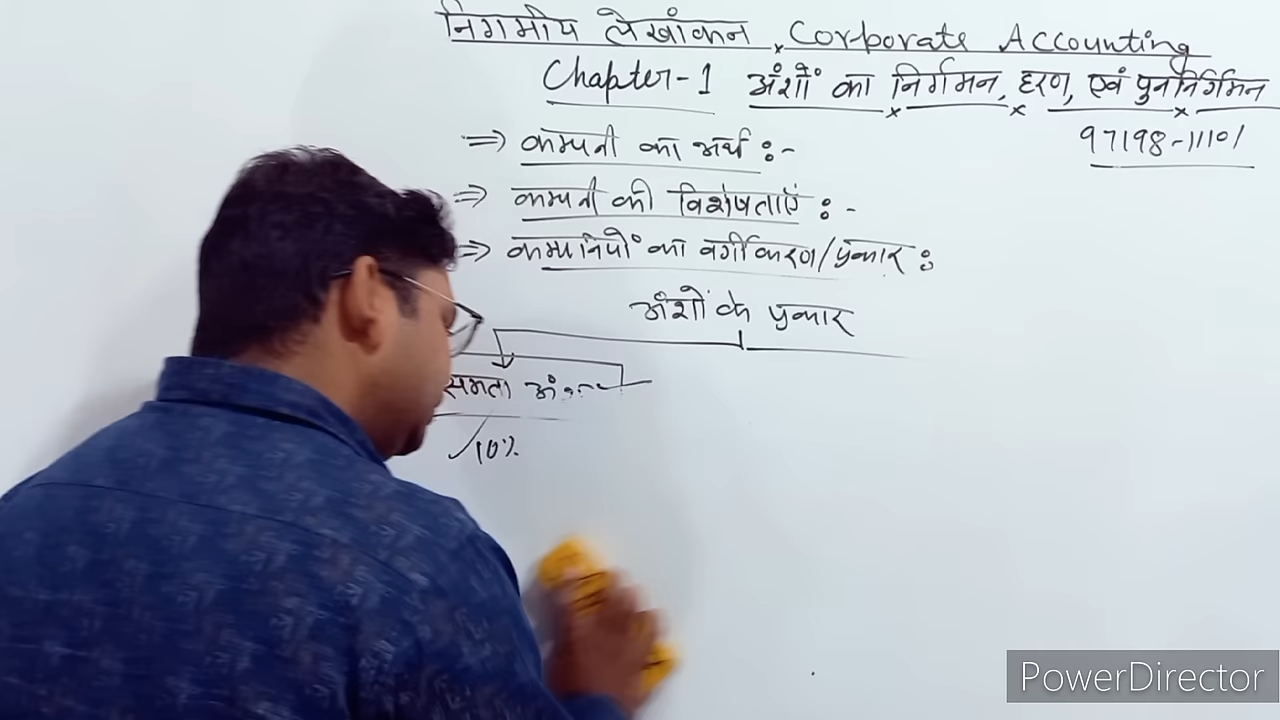 निगमीय लेखांकन Corporate Accounting
Chapter-1 अंशों का निर्गमन, हरण, एवं पुनर्निर्गमन
97198-11101
=> कम्पनी का अर्थ :-
=> कम्पनी की विशेषताएँ :-
=> कम्पनियों का वर्गीकरण/प्रकार :
अंशों के प्रकार
समता
10%
PowerDirector